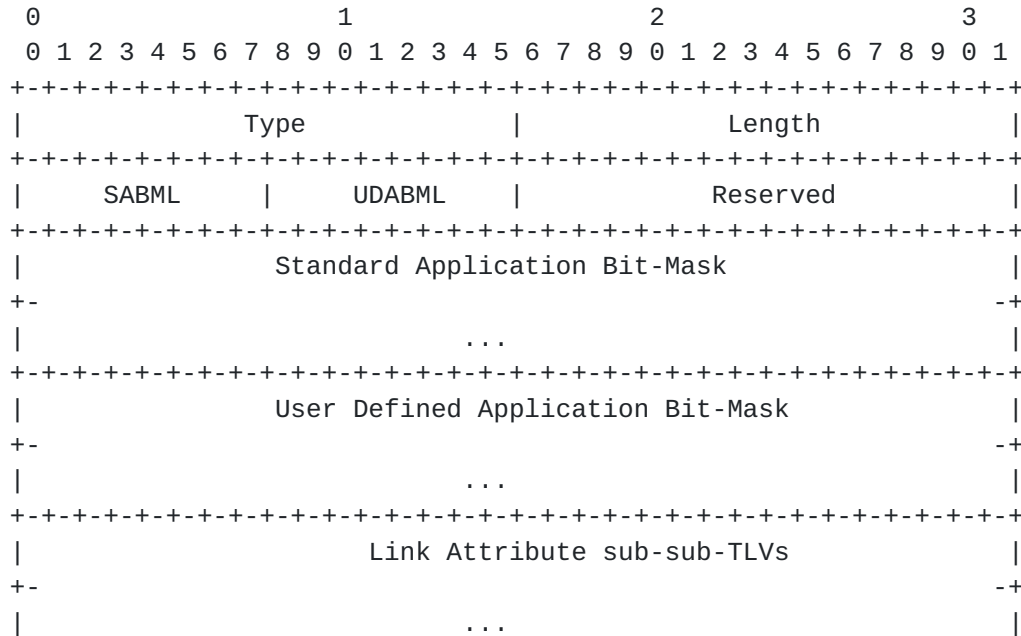 0                   1                   2                   3
 0 1 2 3 4 5 6 7 8 9 0 1 2 3 4 5 6 7 8 9 0 1 2 3 4 5 6 7 8 9 0 1
+-+-+-+-+-+-+-+-+-+-+-+-+-+-+-+-+-+-+-+-+-+-+-+-+-+-+-+-+-+-+-+-+
|              Type             |             Length            |
+-+-+-+-+-+-+-+-+-+-+-+-+-+-+-+-+-+-+-+-+-+-+-+-+-+-+-+-+-+-+-+-+
|     SABML     |     UDABML    |            Reserved           |
+-+-+-+-+-+-+-+-+-+-+-+-+-+-+-+-+-+-+-+-+-+-+-+-+-+-+-+-+-+-+-+-+
|                Standard Application Bit-Mask                  |
+-                                                             -+
|                            ...                                |
+-+-+-+-+-+-+-+-+-+-+-+-+-+-+-+-+-+-+-+-+-+-+-+-+-+-+-+-+-+-+-+-+
|                User Defined Application Bit-Mask              |
+-                                                             -+
|                            ...                                |
+-+-+-+-+-+-+-+-+-+-+-+-+-+-+-+-+-+-+-+-+-+-+-+-+-+-+-+-+-+-+-+-+
|                      Link Attribute sub-sub-TLVs              |
+-                                                             -+
|                            ...                                |